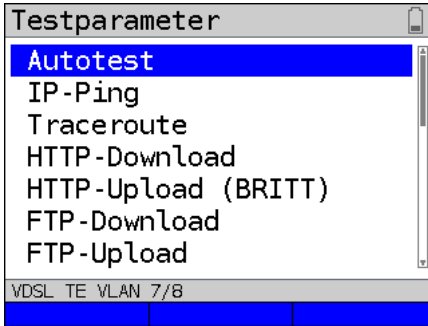 Testparameter
Autotest
IP-Ping
Traceroute
HTTP-Download
HTTP-Upload (BRITT)
FTP-Download
FTP-Upload
VDSL TE VLAN 7/8